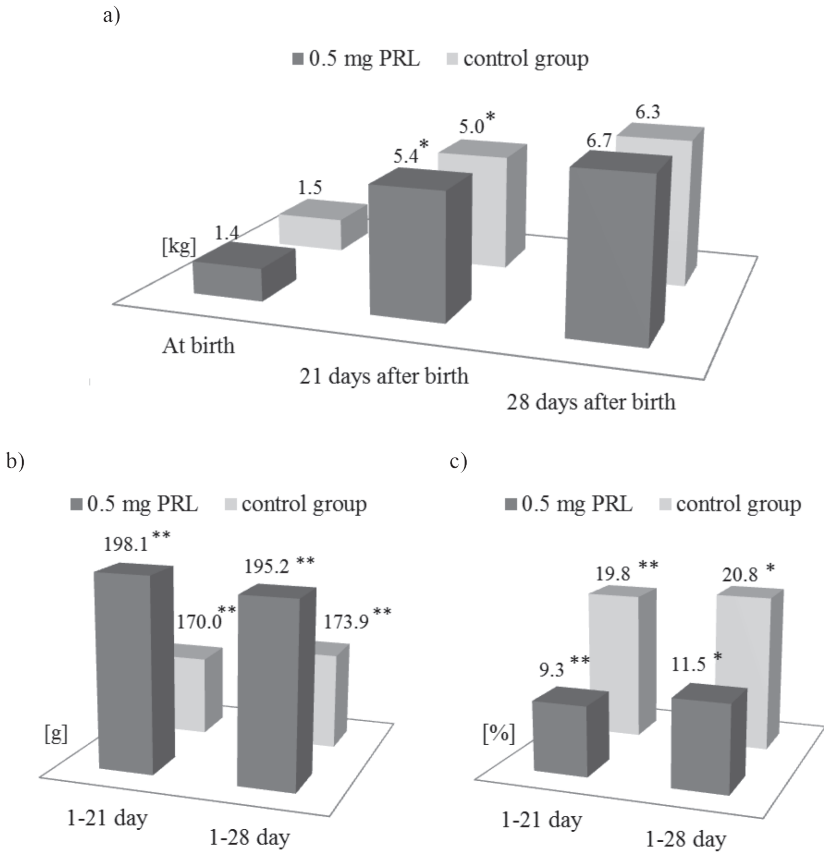 a)
0.5 mg PRL control group
6.3
5.0*
6.7
5.4*
1.5
1.4
[kg]
At birth
21 days after birth
28 days after birth
b)
0.5 mg PRL control group
198.1**
195.2 **
170.0**
173.9 **
[g]
1-21 day
1-28 day
c)
0.5 mg PRL control group
19.8 **
20.8 *
9.3 **
11.5 *
[%]
1-21 day
1-28 day